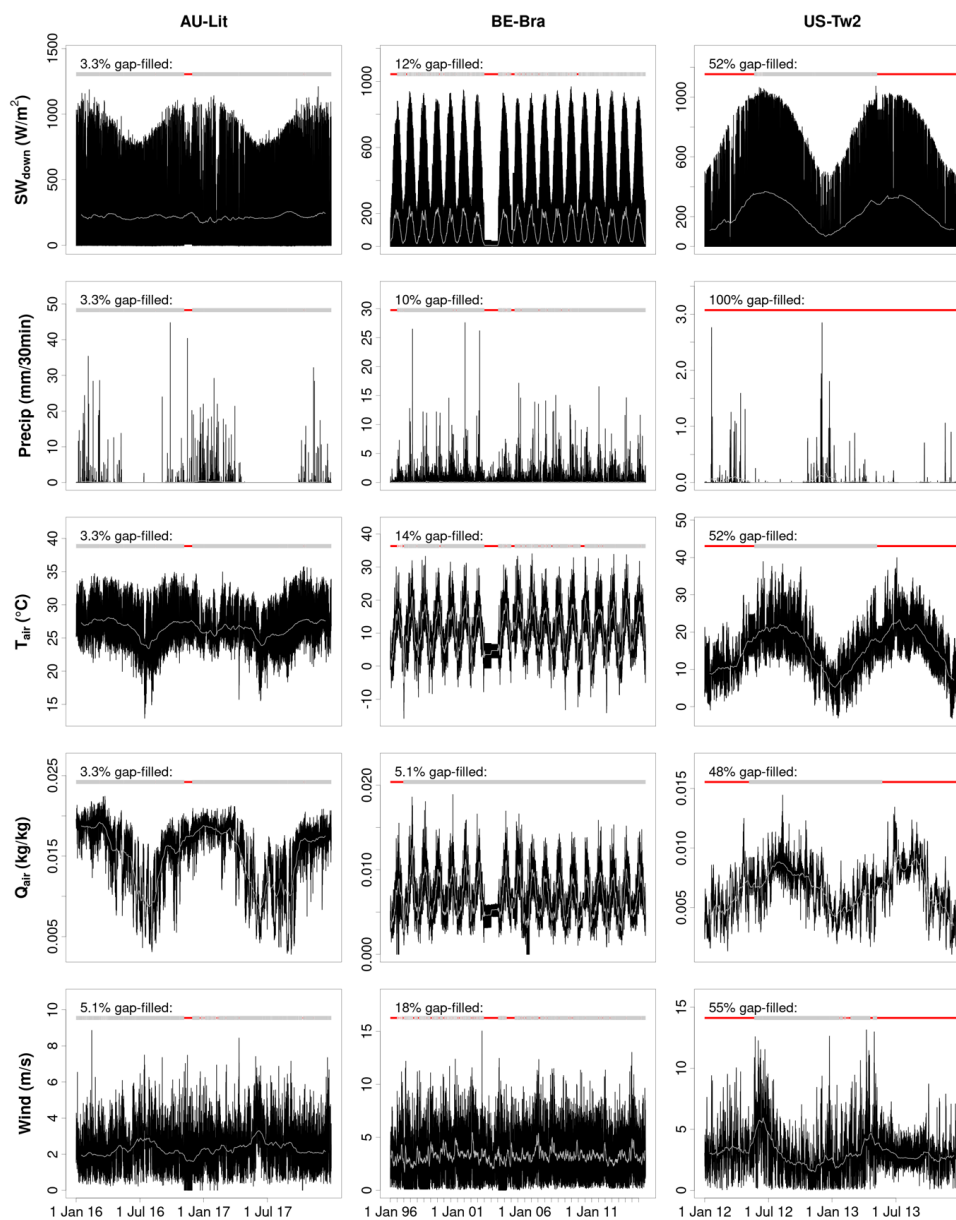 AU-Lit BE-Bra US-Tw2
SW_down (W/m²)
0 500 1000 1500
3.3% gap-filled:
0 200 400 600 800 1000
12% gap-filled:
0 200 600 1000
52% gap-filled:
Precip (mm/30min)
0 10 20 30 40 50
3.3% gap-filled:
0 5 10 15 20 25 30
10% gap-filled:
0.0 1.0 2.0 3.0
100% gap-filled:
T_air (°C)
15 20 25 30 35 40
3.3% gap-filled:
-10 0 10 20 30 40
14% gap-filled:
0 10 20 30 40 50
52% gap-filled:
Q_air (kg/kg)
0.005 0.015 0.025
3.3% gap-filled:
0.000 0.010 0.020
5.1% gap-filled:
0.005 0.010 0.015
48% gap-filled:
Wind (m/s)
0 2 4 6 8 10
5.1% gap-filled:
0 5 10 15
18% gap-filled:
0 5 10 15
55% gap-filled:
1 Jan 16 1 Jul 16 1 Jan 17 1 Jul 17
1 Jan 96 1 Jan 01 1 Jan 06 1 Jan 11
1 Jan 12 1 Jul 12 1 Jan 13 1 Jul 13